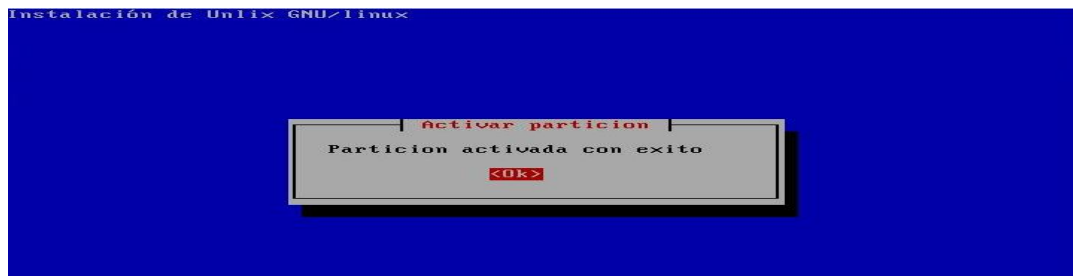 Instalación de Unlix GNU/linux
Activar particion
Particion activada con exito
<Ok>